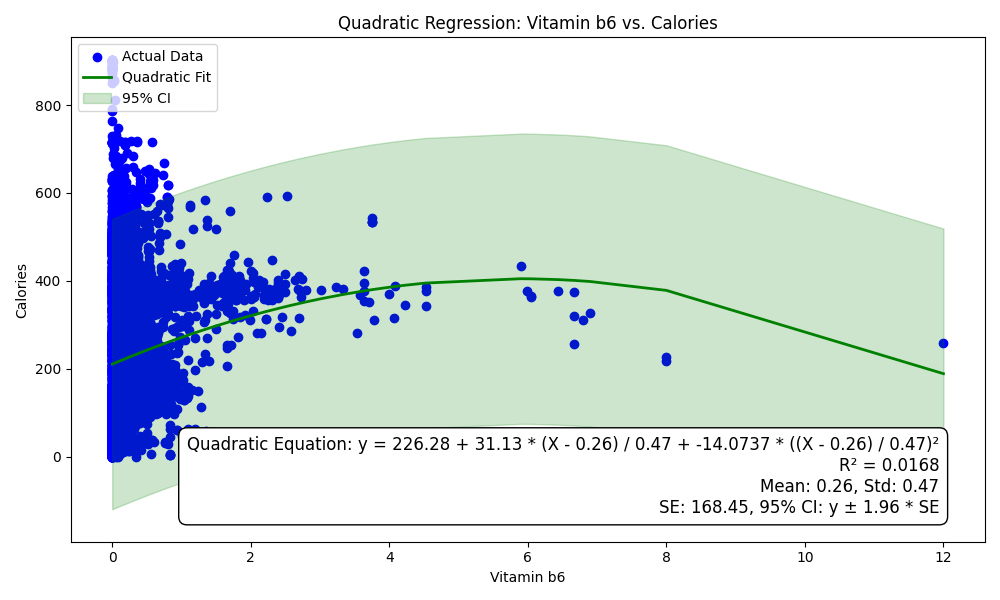 Quadratic Regression: Vitamin b6 vs. Calories
Actual Data
Quadratic Fit
95% CI
Calories
800
600
400
200
0
Quadratic Equation: y = 226.28 + 31.13 * (X - 0.26) / 0.47 + -14.0737 * ((X - 0.26) / 0.47)²
R² = 0.0168
Mean: 0.26, Std: 0.47
SE: 168.45, 95% CI: y ± 1.96 * SE
0 2 4 6 8 10 12
Vitamin b6